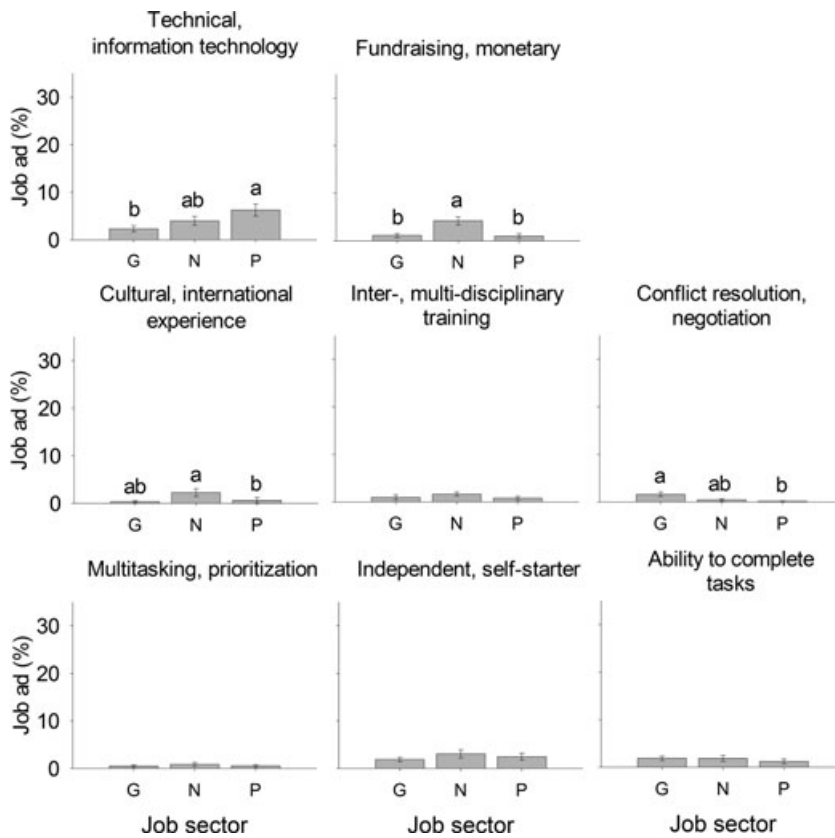 Technical,
information technology
Fundraising, monetary
Job ad (%)
30
20
10
0
b ab a
b a b
G N P
G N P
Cultural, international
experience
Inter-, multi-disciplinary
training
Conflict resolution,
negotiation
Job ad (%)
30
20
10
0
ab a b
a ab b
G N P
G N P
G N P
Multitasking, prioritization
Independent, self-starter
Ability to complete
tasks
Job ad (%)
30
20
10
0
G N P
G N P
G N P
Job sector
Job sector
Job sector